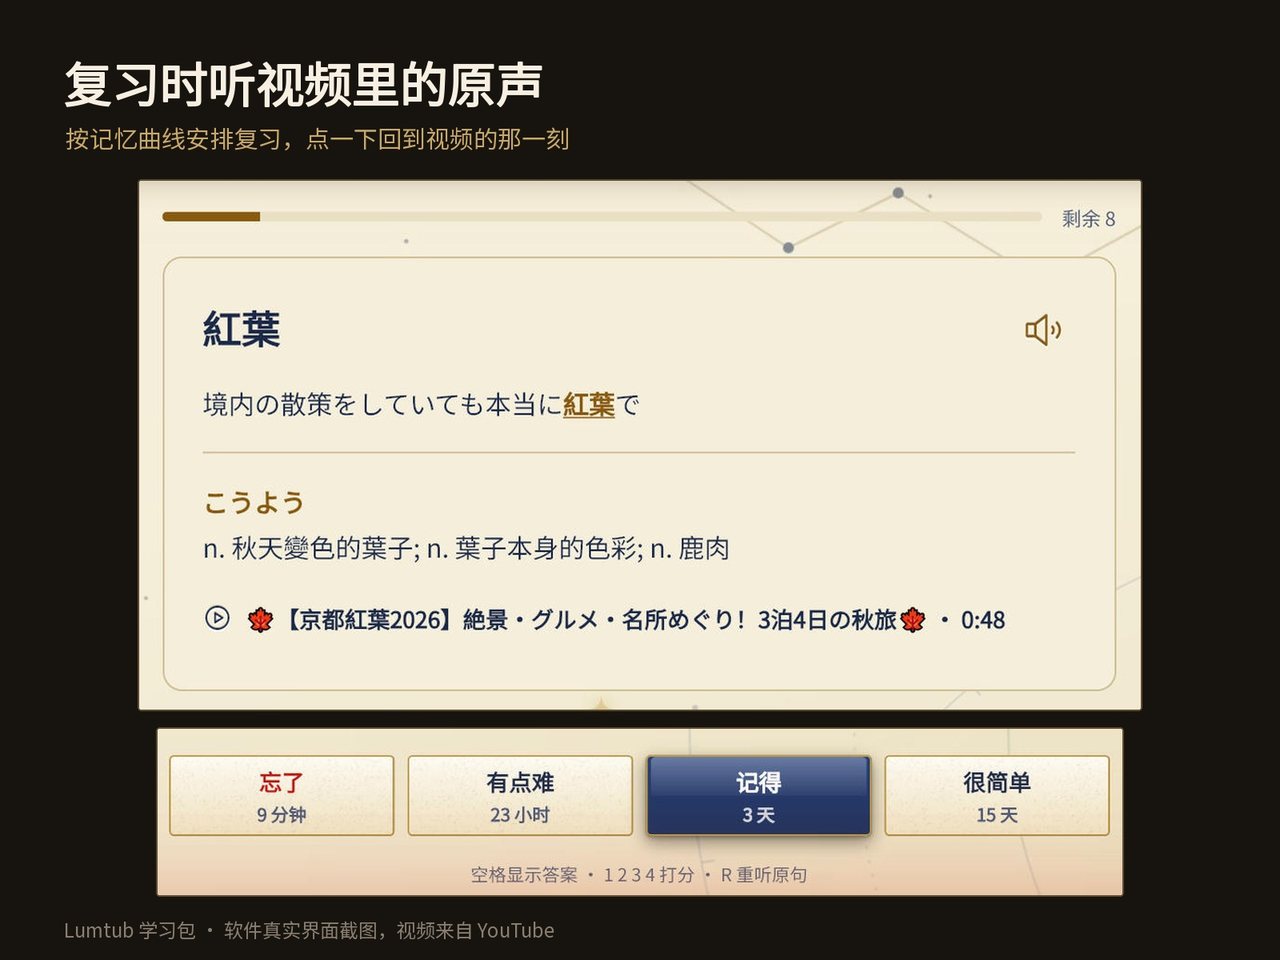 复习时听视频里的原声
按记忆曲线安排复习，点一下回到视频的那一刻
剩余 8
紅葉
境内の散策をしていても本当に紅葉で
こうよう
n. 秋天變色的葉子; n. 葉子本身的色彩; n. 鹿肉
🍁【京都紅葉2026】絶景・グルメ・名所めぐり！3泊4日の秋旅🍁 · 0:48
忘了
9 分钟
有点难
23 小时
记得
3 天
很简单
15 天
空格显示答案 · 1 2 3 4 打分 · R 重听原句
Lumtub 学习包 · 软件真实界面截图，视频来自 YouTube